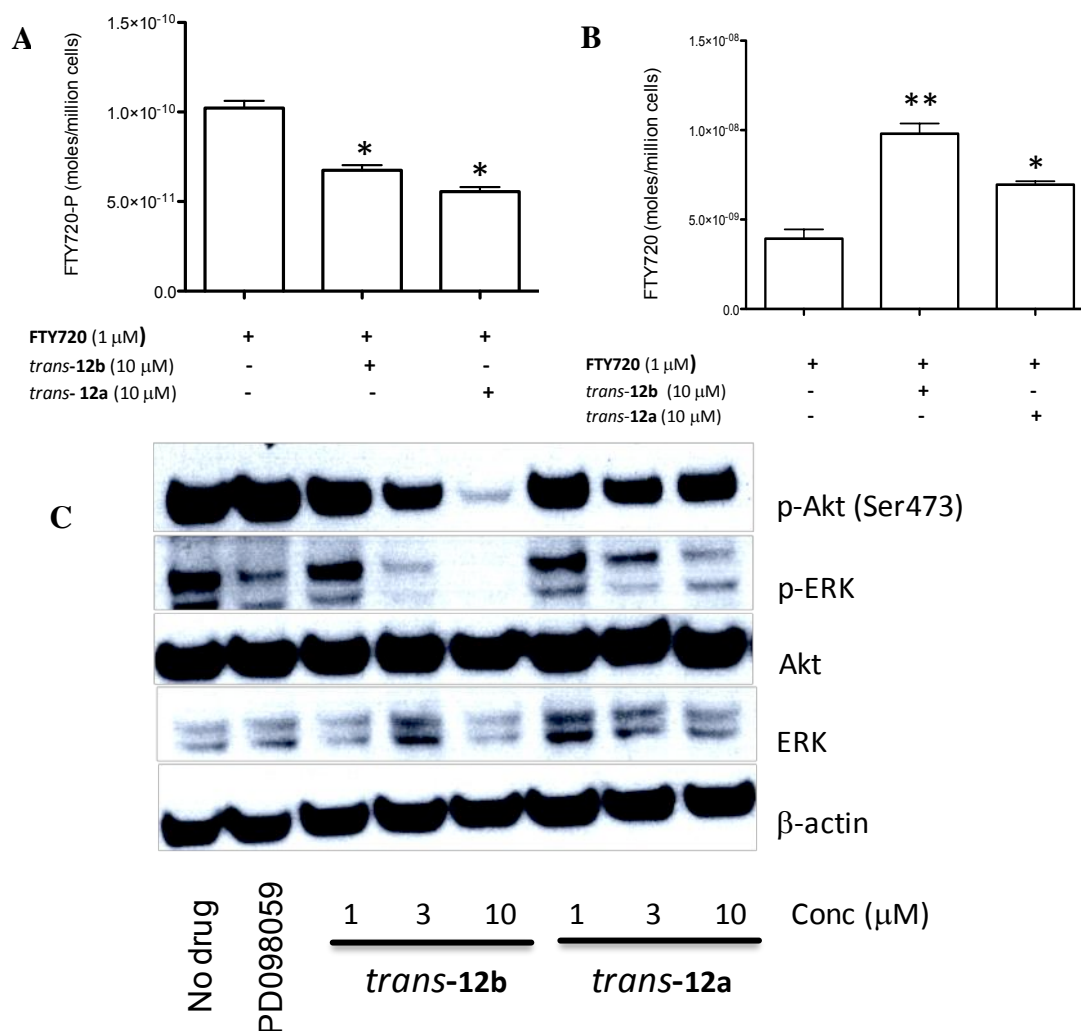 A
FTY720-P (moles/million cells)
1.5×10⁻¹⁰
1.0×10⁻¹⁰
5.0×10⁻¹¹
0.0
*
*
FTY720 (1 μM) + + +
trans-12b (10 μM) - + -
trans- 12a (10 μM) - - +
B
FTY720 (moles/million cells)
1.5×10⁻⁰⁸
1.0×10⁻⁰⁸
5.0×10⁻⁰⁹
0.0
**
*
FTY720 (1 μM) + + +
trans-12b (10 μM) - + -
trans-12a (10 μM) - - +
C
p-Akt (Ser473)
p-ERK
Akt
ERK
β-actin
No drug
PD098059
1 3 10 1 3 10 Conc (μM)
trans-12b trans-12a